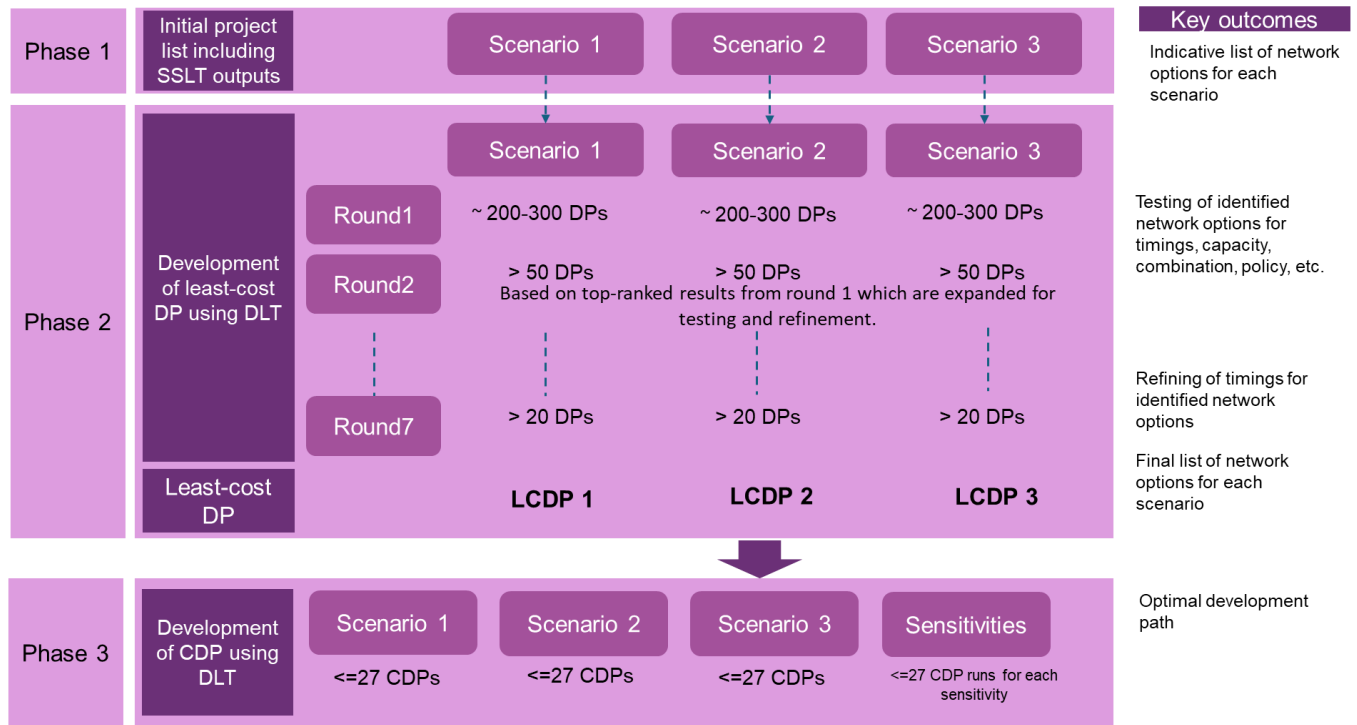 Key outcomes
Phase 1
Initial project
list including
SSLT outputs
Scenario 1
Scenario 2
Scenario 3
Indicative list of network
options for each
scenario
Phase 2
Development
of least-cost
DP using DLT
Scenario 1
Scenario 2
Scenario 3
Round1
~ 200-300 DPs
~ 200-300 DPs
~ 200-300 DPs
Testing of identified
network options for
timings, capacity,
combination, policy, etc.
Round2
> 50 DPs
> 50 DPs
> 50 DPs
Based on top-ranked results from round 1 which are expanded for
testing and refinement.
Round7
> 20 DPs
> 20 DPs
> 20 DPs
Refining of timings for
identified network
options
Least-cost
DP
LCDP 1
LCDP 2
LCDP 3
Final list of network
options for each
scenario
Phase 3
Development
of CDP using
DLT
Scenario 1
Scenario 2
Scenario 3
Sensitivities
<=27 CDPs
<=27 CDPs
<=27 CDPs
<=27 CDP runs for each
sensitivity
Optimal development
path